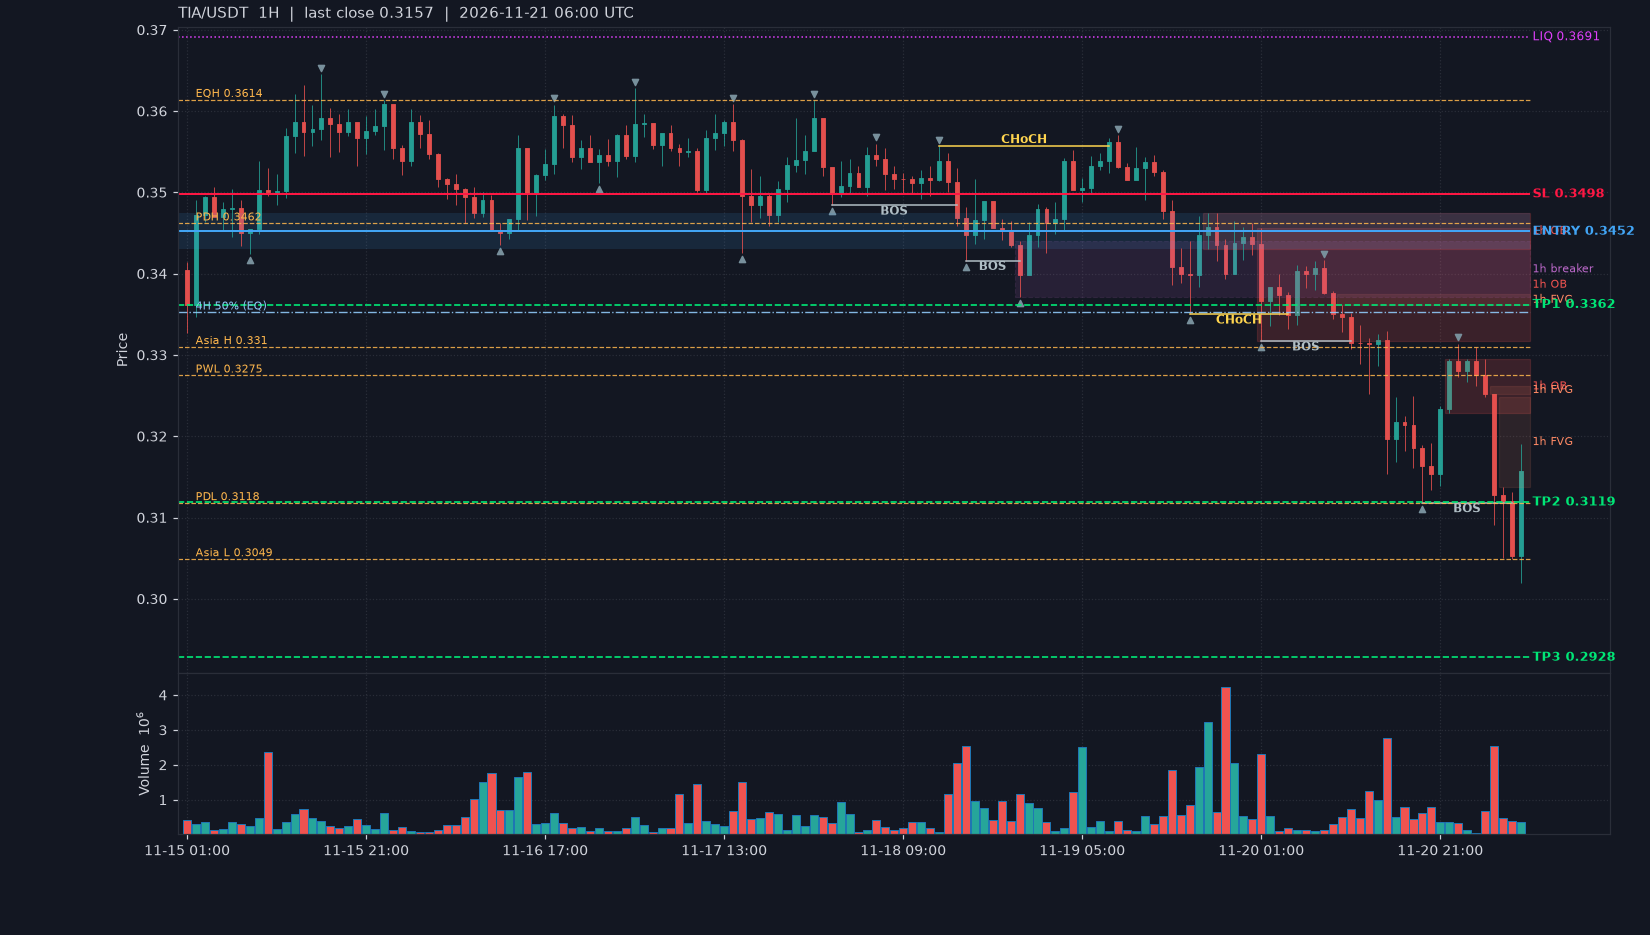 TIA/USDT 1H | last close 0.3157 | 2026-11-21 06:00 UTC
0.37
LIQ 0.3691
EQH 0.3614
0.36
CHoCH
0.35
SL 0.3498
BOS
PDH 0.3462
ENTRY 0.3452
BOS
0.34
1h breaker
1h OB
1h FVG
TP1 0.3362
4H 50% (EQ)
CHoCH
Asia H 0.331
BOS
0.33
Price
PWL 0.3275
1h OB
1h FVG
0.32
1h FVG
PDL 0.3118
TP2 0.3119
BOS
0.31
Asia L 0.3049
0.30
TP3 0.2928
4
3
2
1
Volume 10⁶
11-15 01:00
11-15 21:00
11-16 17:00
11-17 13:00
11-18 09:00
11-19 05:00
11-20 01:00
11-20 21:00